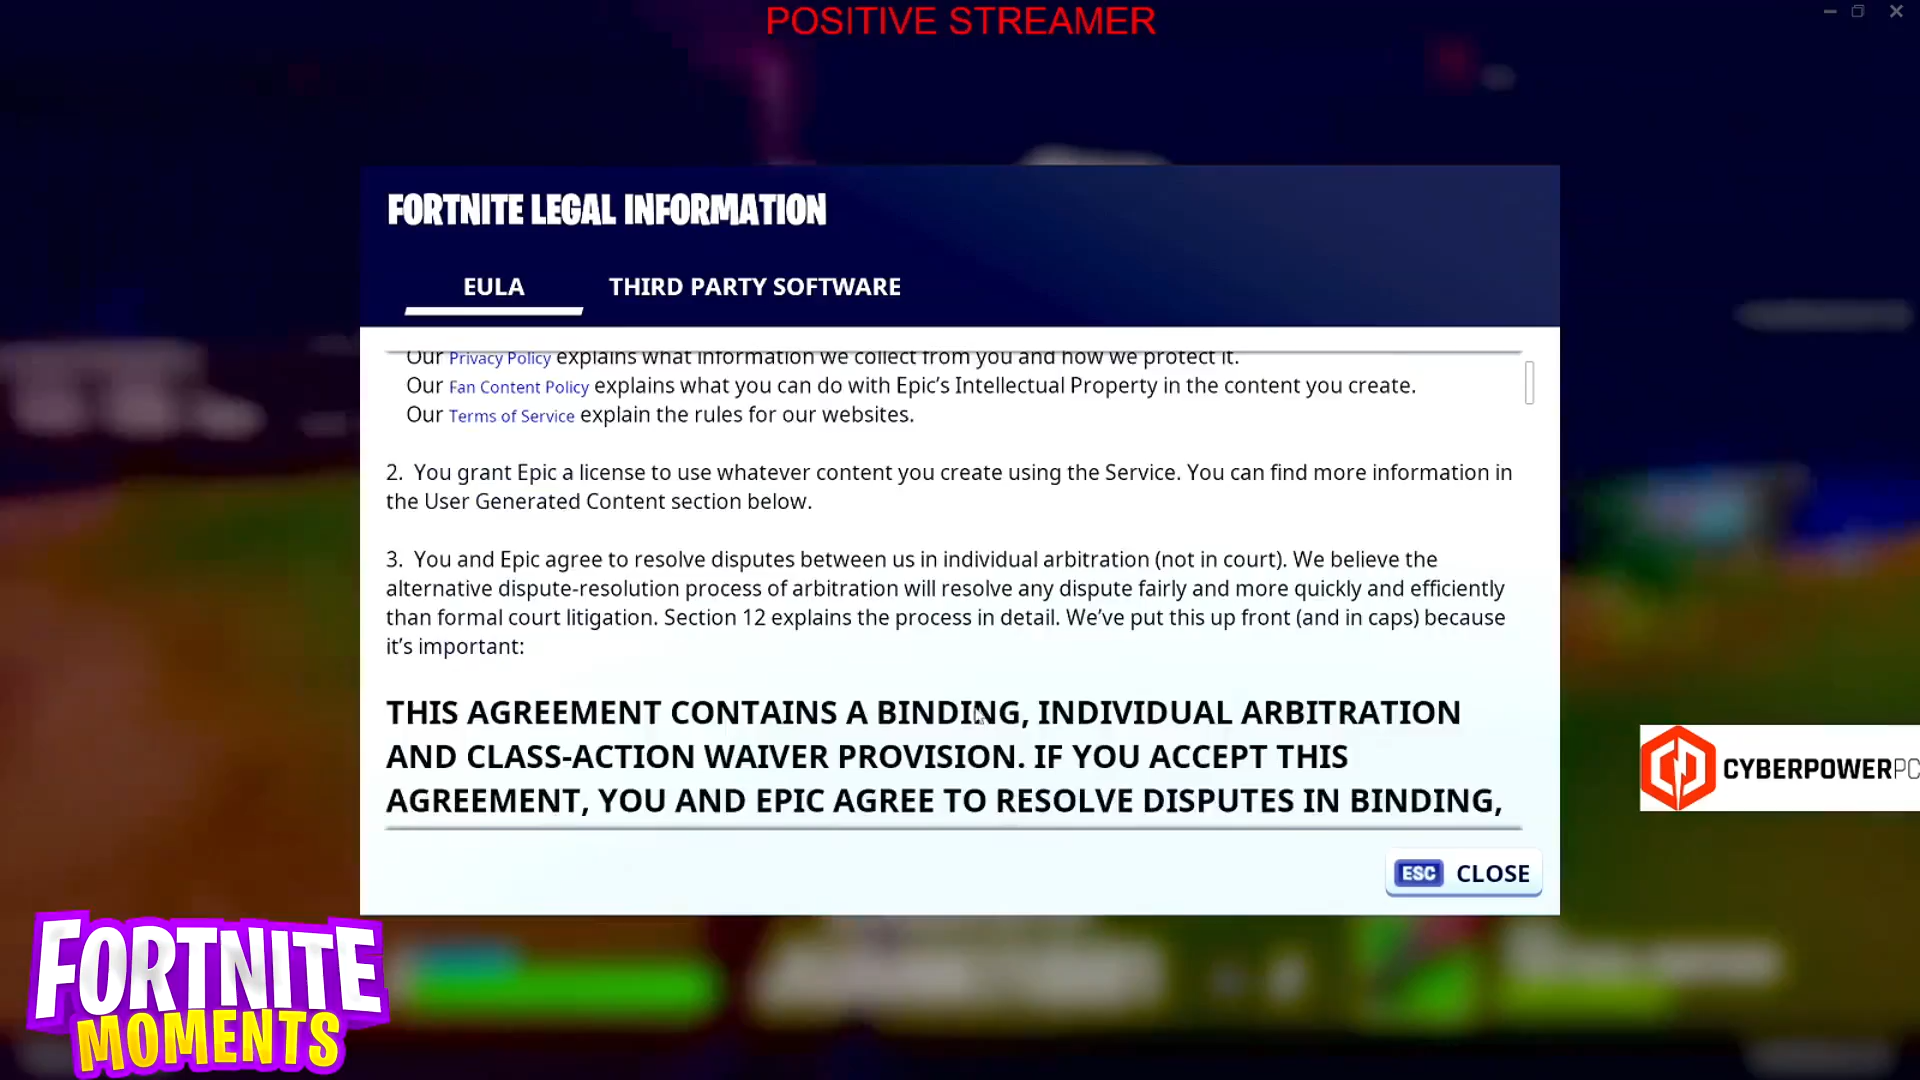 POSITIVE STREAMER
FORTNITE LEGAL INFORMATION
EULA
THIRD PARTY SOFTWARE
Our Privacy Policy explains what information we collect from you and how we protect it.
Our Fan Content Policy explains what you can do with Epic’s Intellectual Property in the content you create.
Our Terms of Service explain the rules for our websites.
2. You grant Epic a license to use whatever content you create using the Service. You can find more information in
the User Generated Content section below.
3. You and Epic agree to resolve disputes between us in individual arbitration (not in court). We believe the
alternative dispute-resolution process of arbitration will resolve any dispute fairly and more quickly and efficiently
than formal court litigation. Section 12 explains the process in detail. We’ve put this up front (and in caps) because
it’s important:
THIS AGREEMENT CONTAINS A BINDING, INDIVIDUAL ARBITRATION
AND CLASS-ACTION WAIVER PROVISION. IF YOU ACCEPT THIS
AGREEMENT, YOU AND EPIC AGREE TO RESOLVE DISPUTES IN BINDING,
CYBERPOWERPC
ESC CLOSE
FORTNITE
MOMENTS